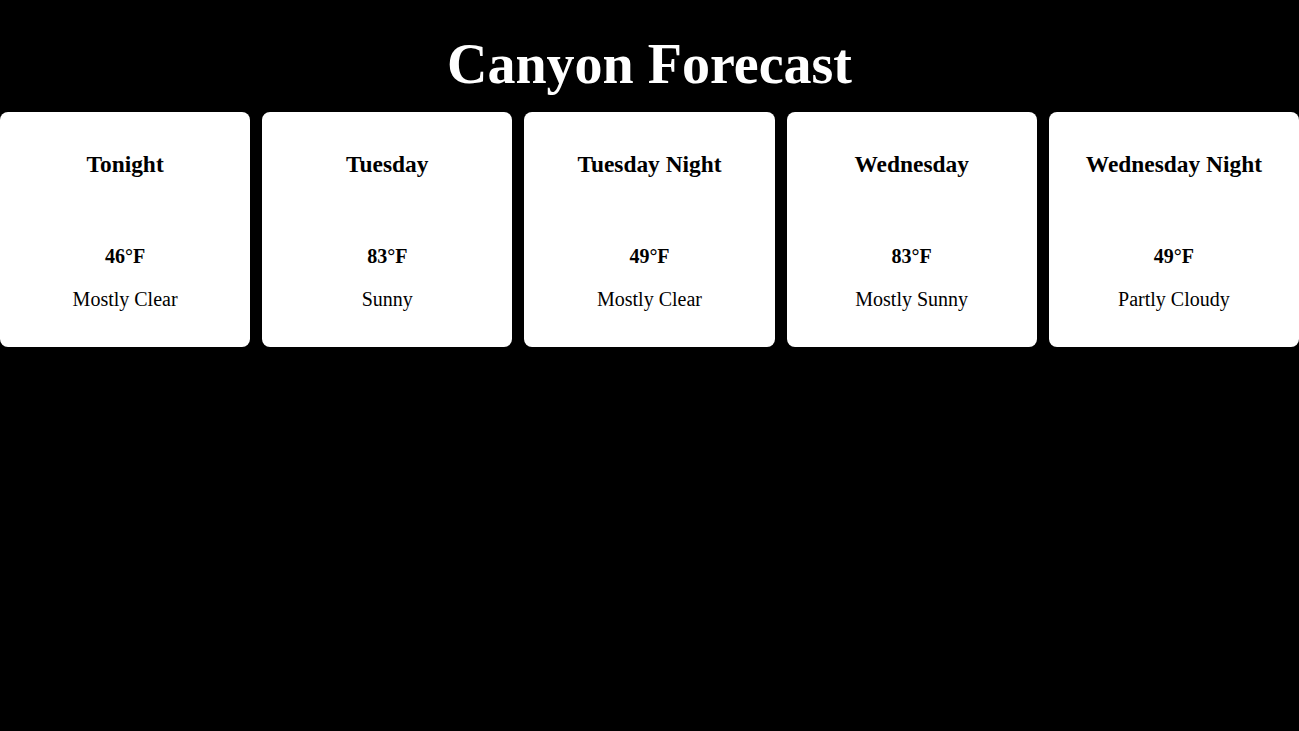 Canyon Forecast
Tonight
46°F
Mostly Clear
Tuesday
83°F
Sunny
Tuesday Night
49°F
Mostly Clear
Wednesday
83°F
Mostly Sunny
Wednesday Night
49°F
Partly Cloudy